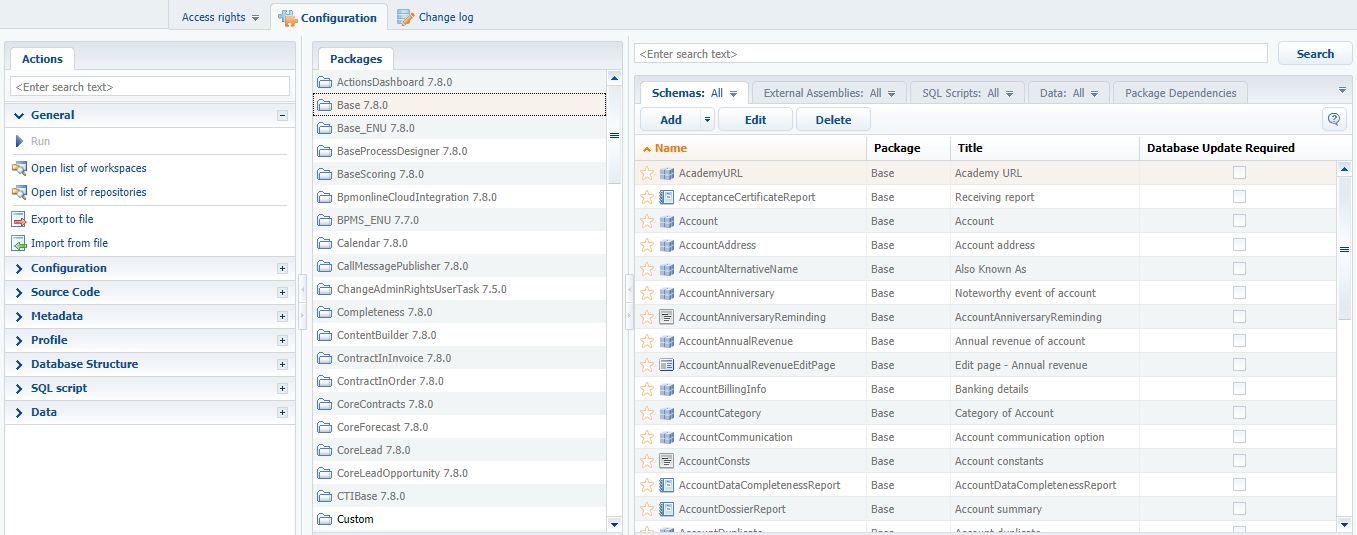 Access rights
Configuration
Change log
Actions
<Enter search text>
General
Run
Open list of workspaces
Open list of repositories
Export to file
Import from file
Configuration
Source Code
Metadata
Profile
Database Structure
SQL script
Data
Packages
ActionsDashboard 7.8.0
Base 7.8.0
Base_ENU 7.8.0
BaseProcessDesigner 7.8.0
BaseScoring 7.8.0
BpmonlineCloudIntegration 7.8.0
BPMS_ENU 7.7.0
Calendar 7.8.0
CallMessagePublisher 7.8.0
ChangeAdminRightsUserTask 7.5.0
Completeness 7.8.0
ContentBuilder 7.8.0
ContractInInvoice 7.8.0
ContractInOrder 7.8.0
CoreContracts 7.8.0
CoreForecast 7.8.0
CoreLead 7.8.0
CoreLeadOpportunity 7.8.0
CTIBase 7.8.0
Custom
<Enter search text>
Search
Schemas: All
External Assemblies: All
SQL Scripts: All
Data: All
Package Dependencies
Add
Edit
Delete
Name Package Title Database Update Required
AcademyURL Base Academy URL
AcceptanceCertificateReport Base Receiving report
Account Base Account
AccountAddress Base Account address
AccountAlternativeName Base Also Known As
AccountAnniversary Base Noteworthy event of account
AccountAnniversaryReminding Base AccountAnniversaryReminding
AccountAnnualRevenue Base Annual revenue of account
AccountAnnualRevenueEditPage Base Edit page - Annual revenue
AccountBillingInfo Base Banking details
AccountCategory Base Category of Account
AccountCommunication Base Account communication option
AccountConsts Base Account constants
AccountDataCompletenessReport Base AccountDataCompletenessReport
AccountDossierReport Base Account summary
AccountDuplicate Base Account duplicate